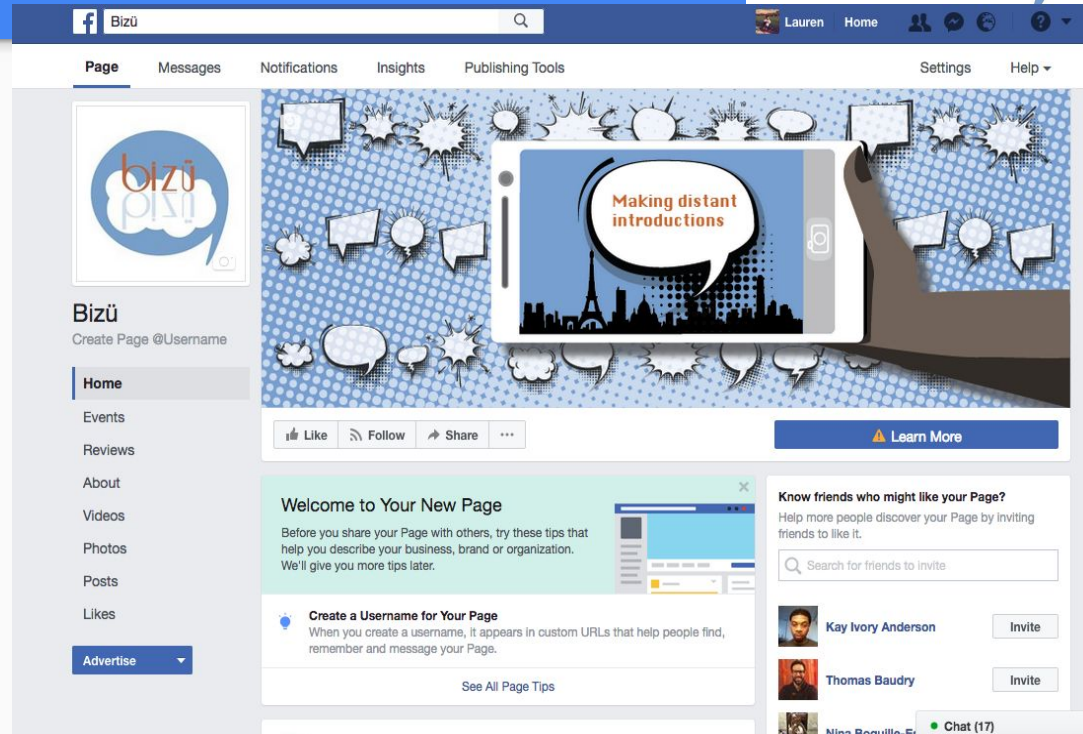 Bizü
Lauren Home
Page Messages Notifications Insights Publishing Tools Settings Help
bizü
Making distant
introductions
Bizü
Create Page @Username
Home
Events
Reviews
About
Videos
Photos
Posts
Likes
Advertise
Like Follow Share ...
Learn More
Welcome to Your New Page
Before you share your Page with others, try these tips that
help you describe your business, brand or organization.
We'll give you more tips later.
Create a Username for Your Page
When you create a username, it appears in custom URLs that help people find,
remember and message your Page.
See All Page Tips
Know friends who might like your Page?
Help more people discover your Page by inviting
friends to like it.
Search for friends to invite
Kay Ivory Anderson Invite
Thomas Baudry Invite
Chat (17)